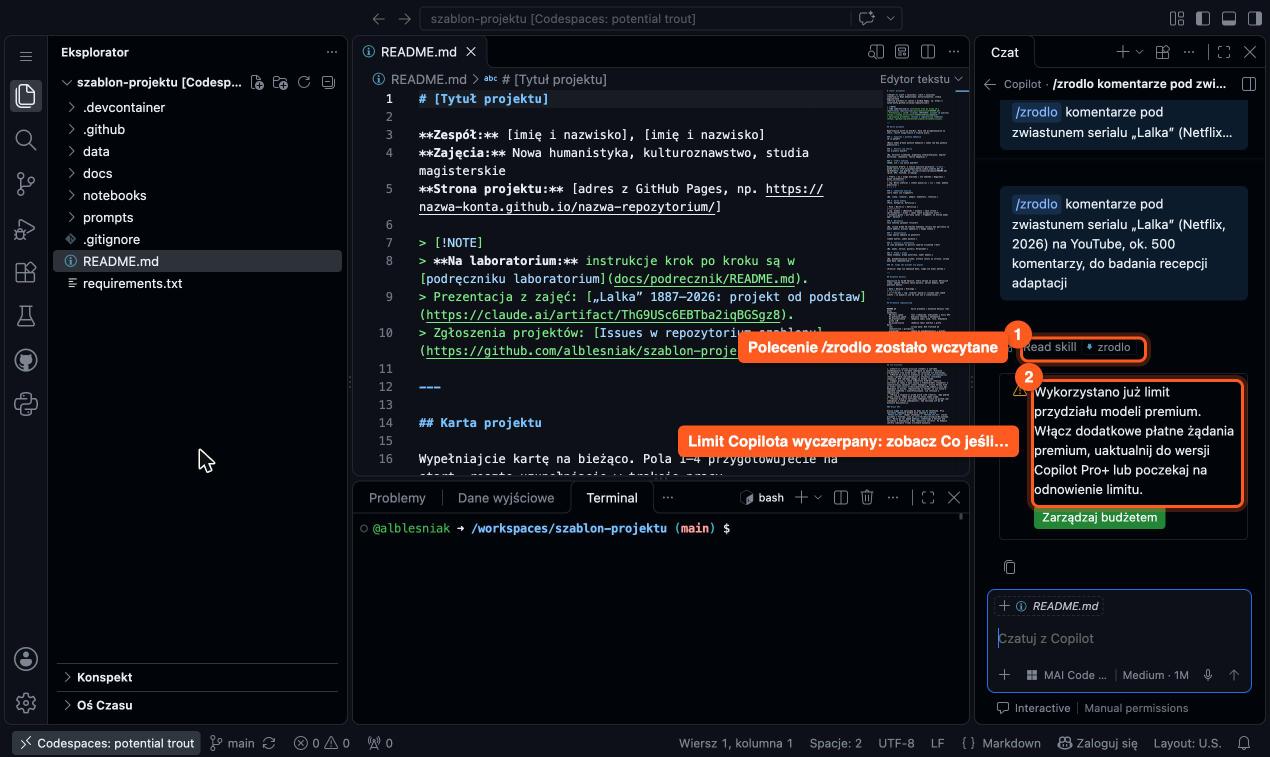 szablon-projektu [Codespaces: potential trout]
Eksplorator
szablon-projektu [Codesp...
.devcontainer
.github
data
docs
notebooks
prompts
.gitignore
README.md
requirements.txt
Konspekt
Oś Czasu
README.md
README.md > abc # [Tytuł projektu]
Edytor tekstu
1 # [Tytuł projektu]
2
3 **Zespół:** [imię i nazwisko], [imię i nazwisko]
4 **Zajęcia:** Nowa humanistyka, kulturoznawstwo, studia
magisterskie
5 **Strona projektu:** [adres z GitHub Pages, np. https://
nazwa-konta.github.io/nazwa-repozytorium/]
6
7 > [!NOTE]
8 > **Na laboratorium:** instrukcje krok po kroku są w
[podręczniku laboratorium](docs/podrecznik/README.md).
9 > Prezentacja z zajęć: [„Lalka" 1887–2026: projekt od podstaw]
10 > Zgłoszenia projektów: [Issues w repozytorium szablonu]
(https://github.com/alblesniak/szablon-proje
11
12 ---
13
14 ## Karta projektu
15
16 Wypełniajcie kartę na bieżąco. Pola 1–4 przygotowujecie na
Problemy
Dane wyjściowe
Terminal
bash
@alblesniak → /workspaces/szablon-projektu (main) $
Czat
Copilot · /zrodlo komentarze pod zwi...
/zrodlo komentarze pod
zwiastunem serialu „Lalka" (Netflix...
/zrodlo komentarze pod
zwiastunem serialu „Lalka" (Netflix,
2026) na YouTube, ok. 500
komentarzy, do badania recepcji
adaptacji
1
Polecenie /zrodlo zostało wczytane
Read skill zrodlo
2
Limit Copilota wyczerpany: zobacz Co jeśli...
Wykorzystano już limit
przydziału modeli premium.
Włącz dodatkowe płatne żądania
premium, uaktualnij do wersji
Copilot Pro+ lub poczekaj na
odnowienie limitu.
Zarządzaj budżetem
README.md
Czatuj z Copilot
MAI Code ...
Medium · 1M
Interactive
Manual permissions
Codespaces: potential trout
main
0
0
0
Wiersz 1, kolumna 1
Spacje: 2
UTF-8
LF
{ } Markdown
Zaloguj się
Layout: U.S.